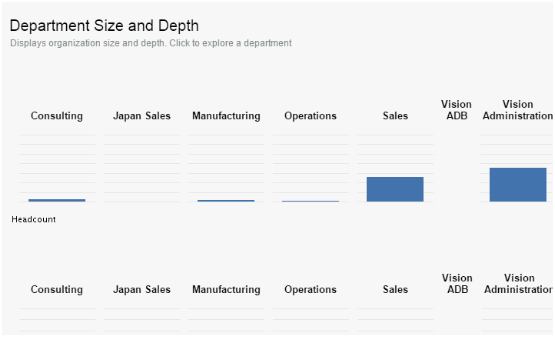 Department Size and Depth
Displays organization size and depth. Click to explore a department
Consulting Japan Sales Manufacturing Operations Sales Vision ADB Vision Administration
Headcount
Consulting Japan Sales Manufacturing Operations Sales Vision ADB Vision Administration